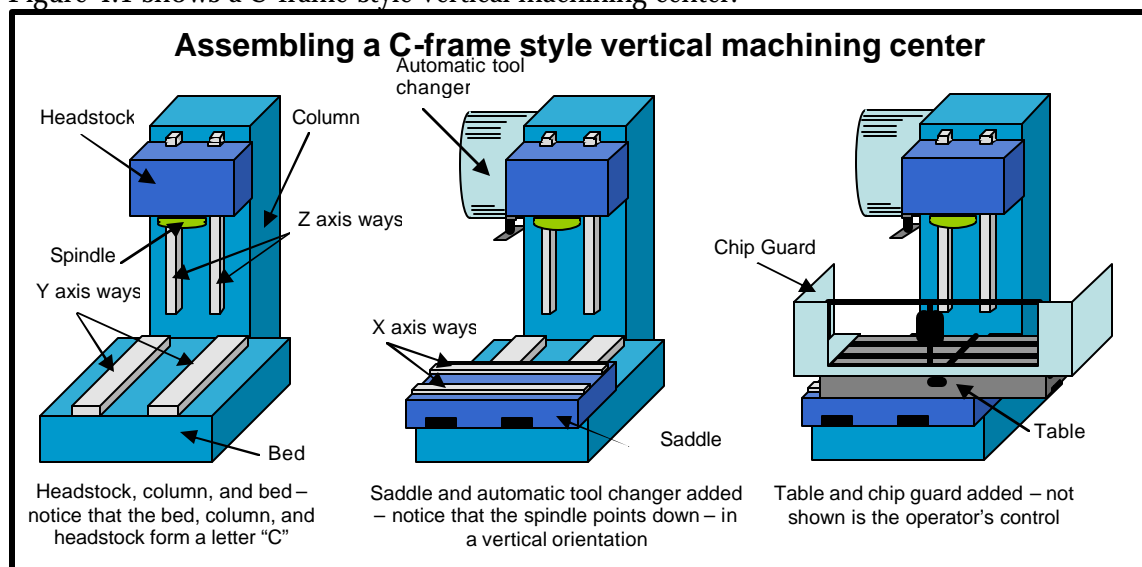 Figure 4.1 shows a C-frame style vertical machining center.
Assembling a C-frame style vertical machining center
Automatic tool
changer
Headstock
Column
Z axis ways
Spindle
Y axis ways
Bed
Headstock, column, and bed –
notice that the bed, column, and
headstock form a letter “C”
X axis ways
Saddle
Saddle and automatic tool changer added
– notice that the spindle points down – in
a vertical orientation
Chip Guard
Table
Table and chip guard added – not
shown is the operator’s control